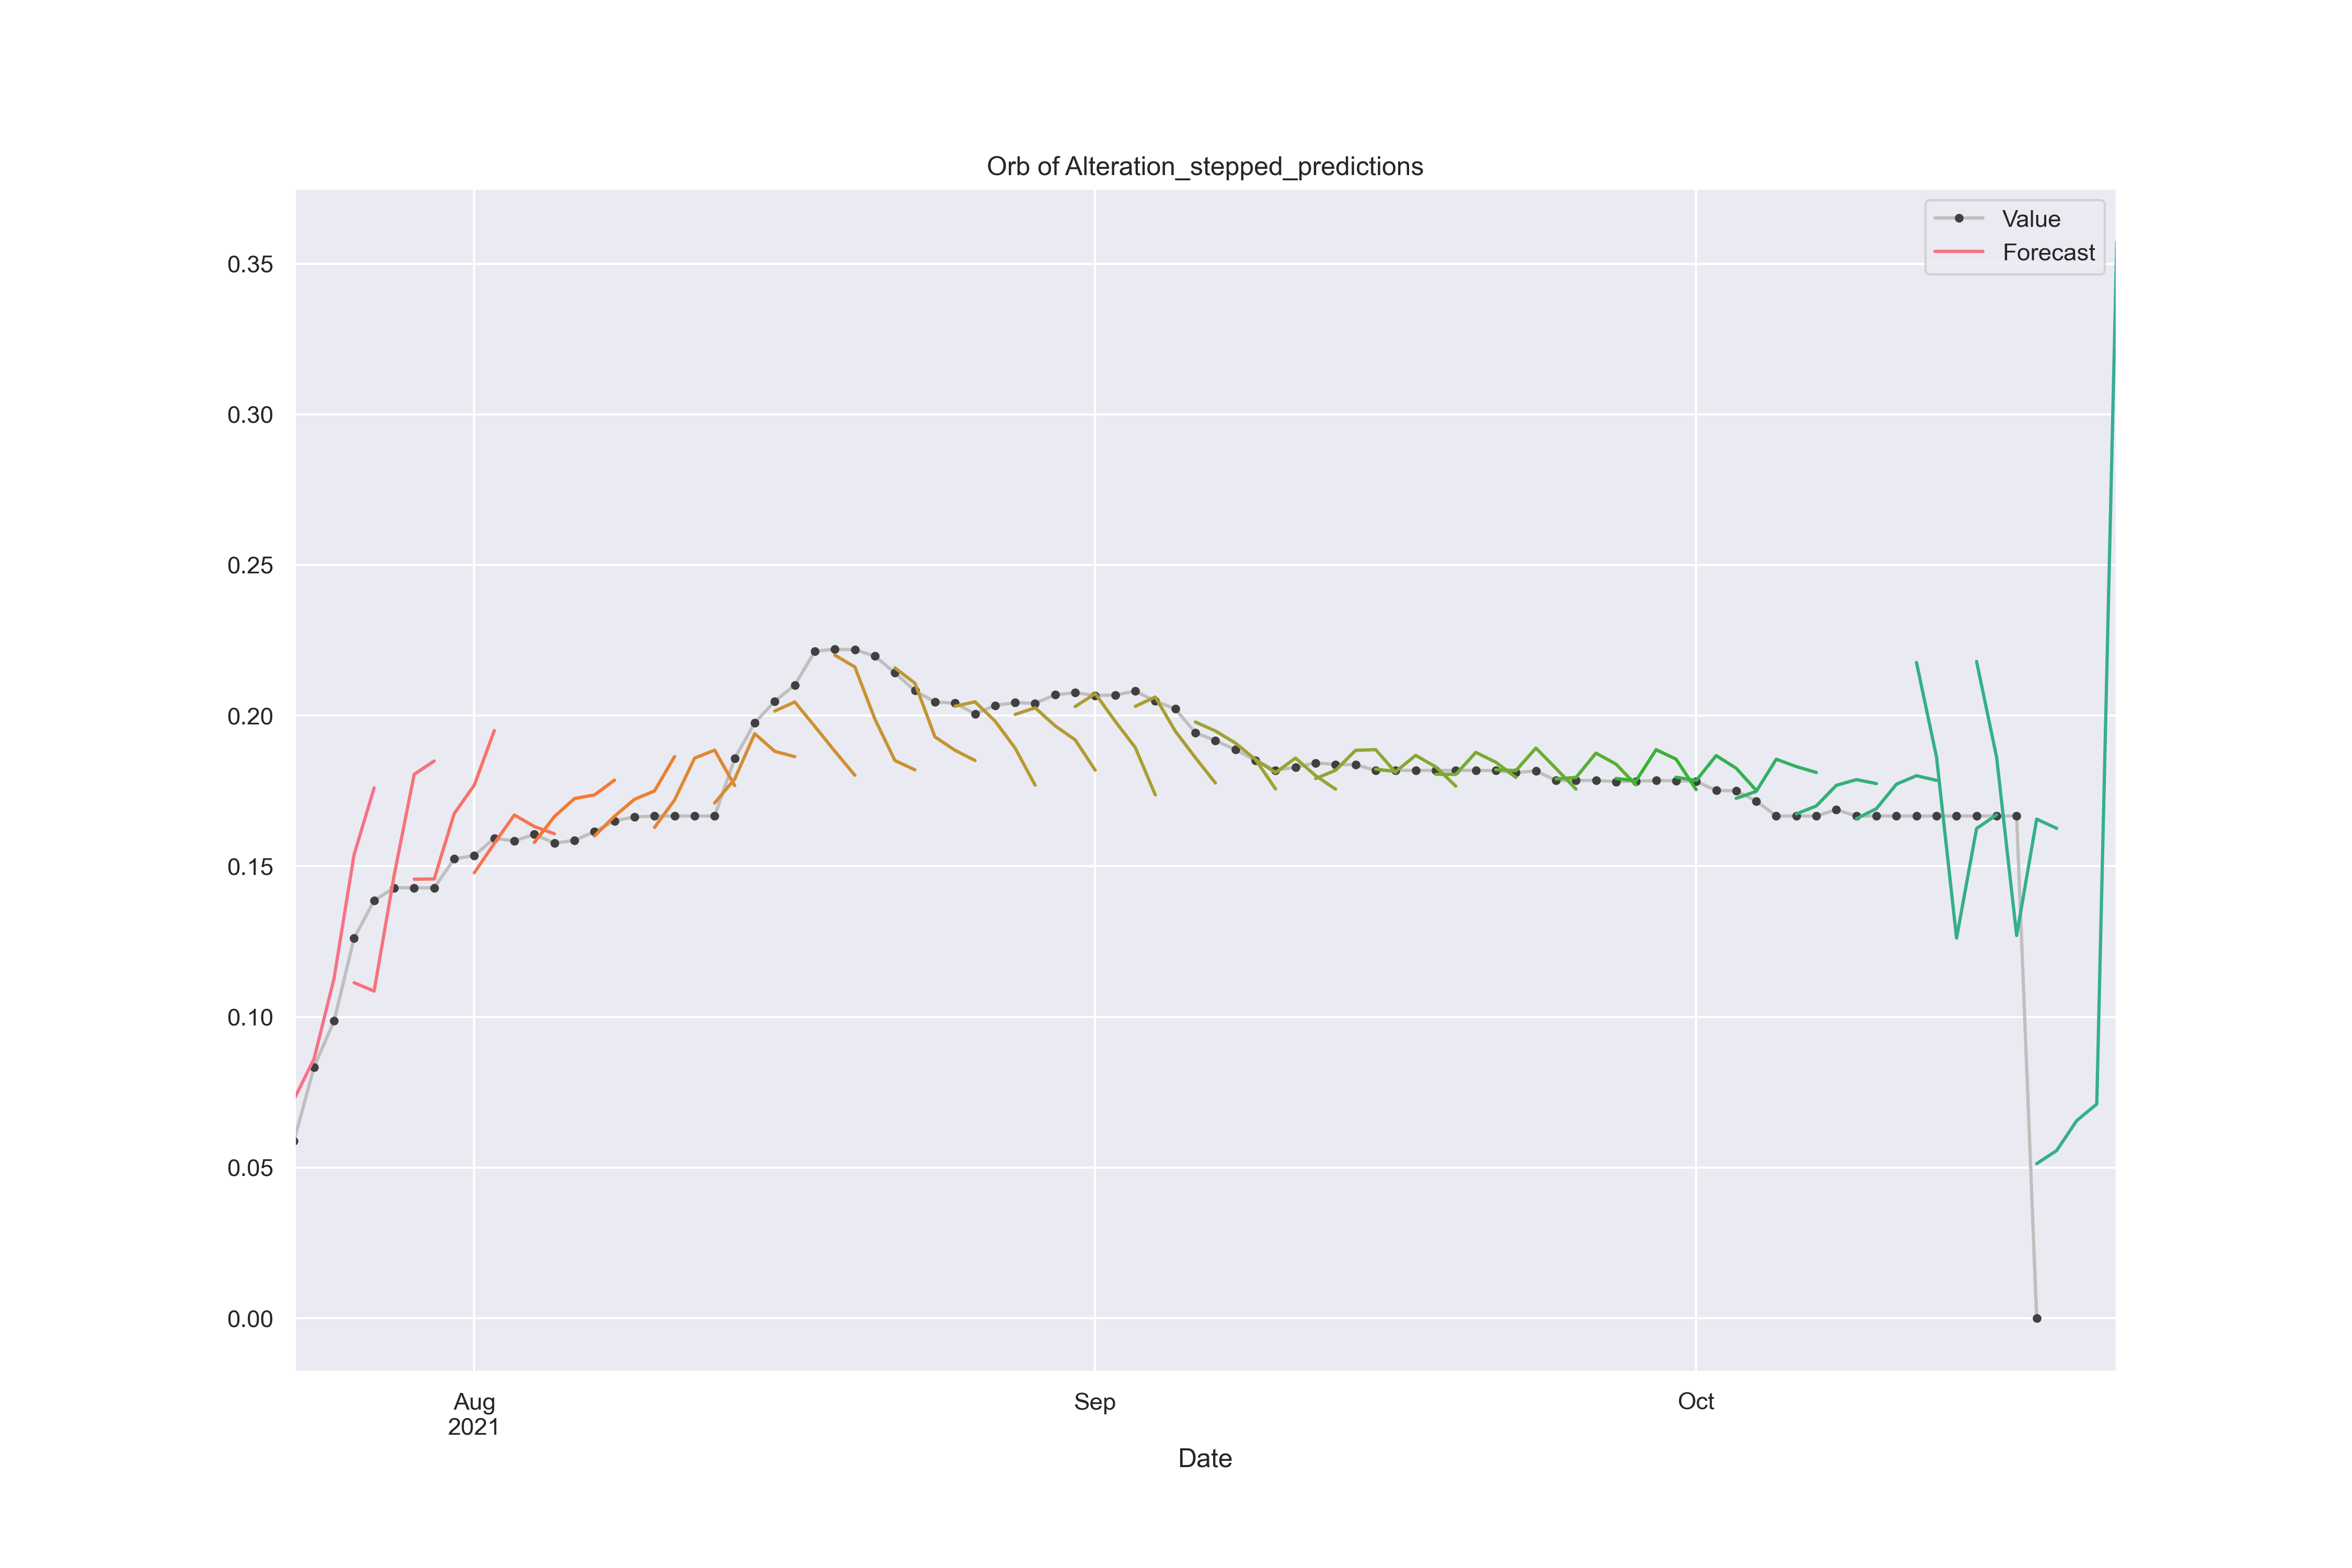 Orb of Alteration_stepped_predictions
Value
Forecast
0.35
0.30
0.25
0.20
0.15
0.10
0.05
0.00
Aug
2021
Sep
Oct
Date